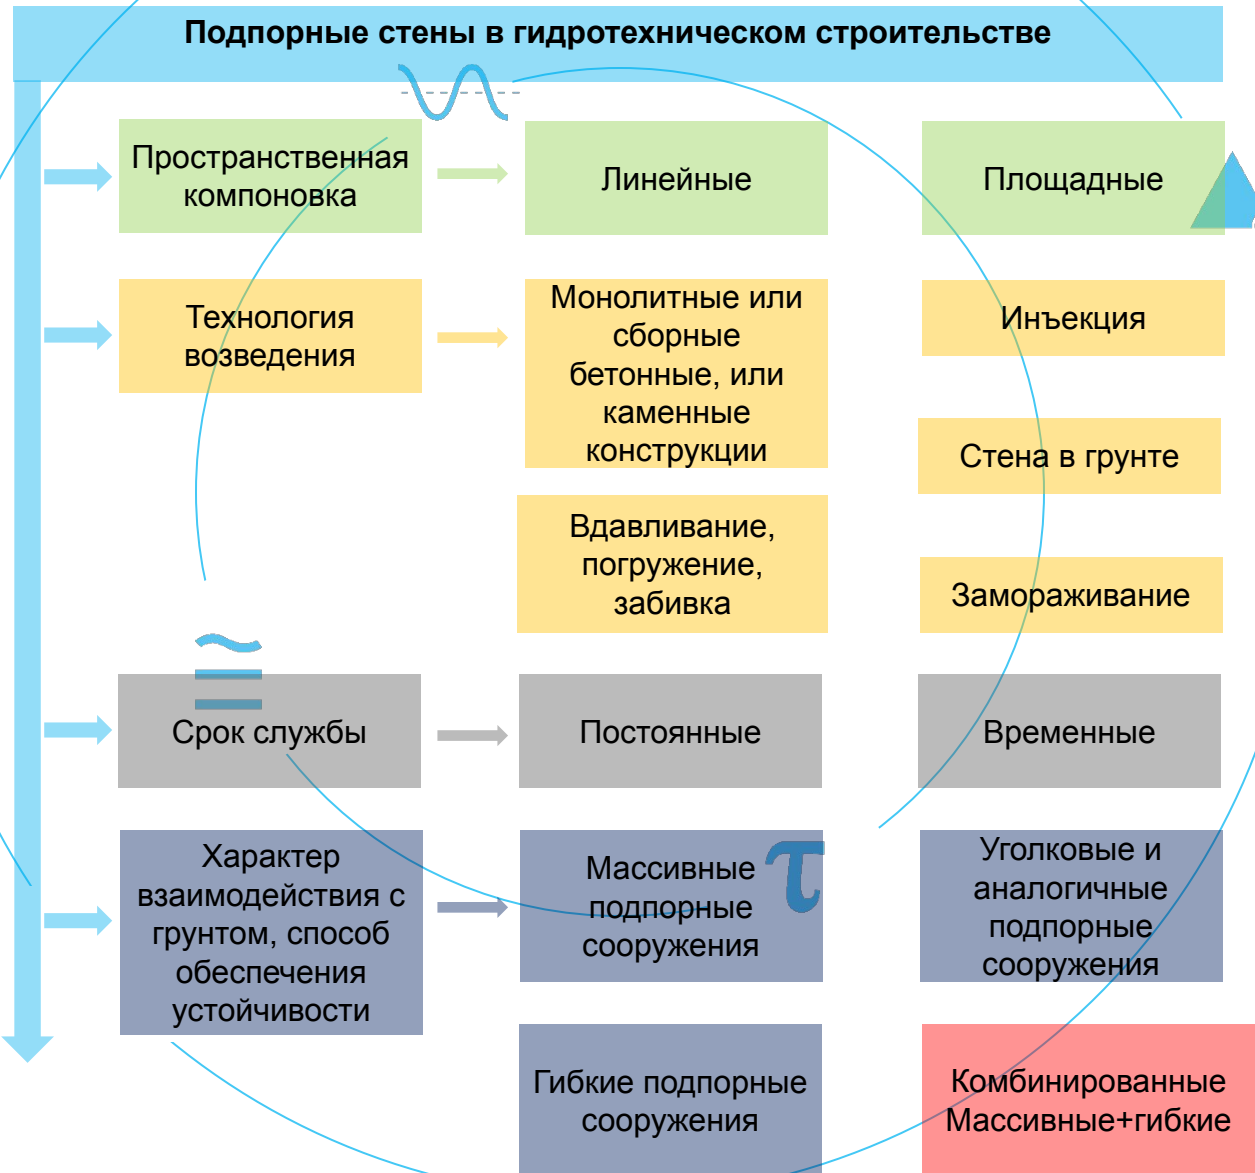 Подпорные стены в гидротехническом строительстве
Пространственная
компоновка
Линейные
Площадные
Технология
возведения
Монолитные или
сборные
бетонные, или
каменные
конструкции
Инъекция
Стена в грунте
Вдавливание,
погружение,
забивка
Замораживание
≅
Срок службы
Постоянные
Временные
Характер
взаимодействия с
грунтом, способ
обеспечения
устойчивости
Массивные
подпорные
сооружения
τ
Уголковые и
аналогичные
подпорные
сооружения
Гибкие подпорные
сооружения
Комбинированные
Массивные+гибкие